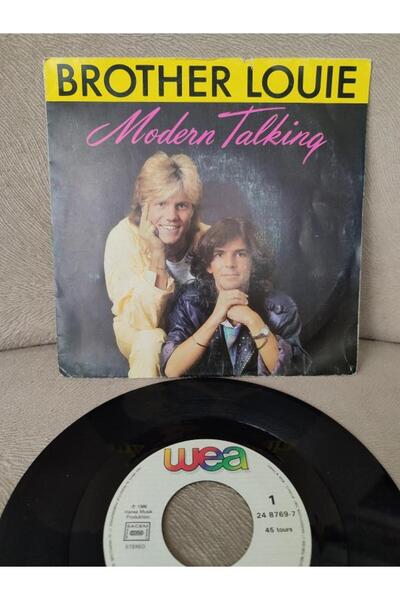 BROTHER LOUIE
Modern Talking
wea
℗ 1986
Hansa Musik
Produktion
SACEM
STEREO
1
24 8769-7
45 tours